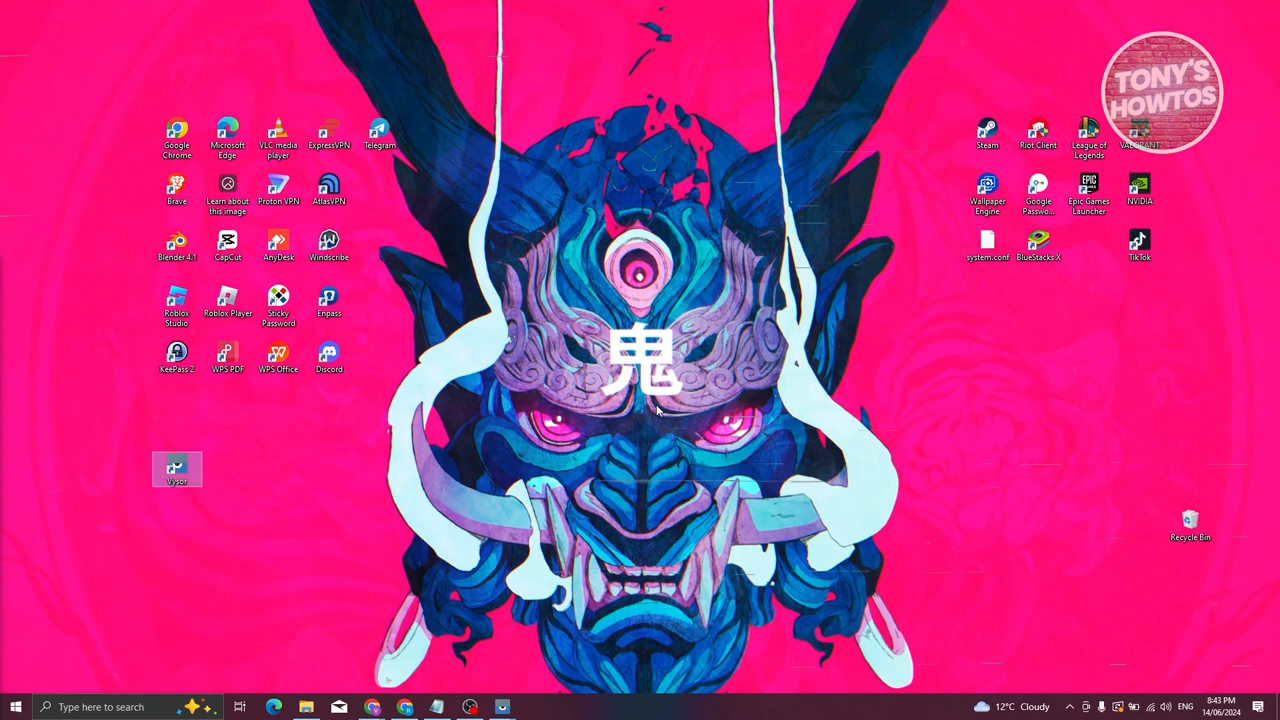 TONY'S
HOWTOS
Google
Chrome
Microsoft
Edge
VLC media
player
ExpressVPN
Telegram
Steam
Riot Client
League of
Legends
VALORANT
Brave
Learn about
this image
Proton VPN
AtlasVPN
Wallpaper
Engine
Google
Passwo...
EPIC
GAMES
Epic Games
Launcher
NVIDIA
Blender 4.1
CapCut
AnyDesk
Windscribe
system.conf
BlueStacks X
TikTok
Roblox
Studio
Roblox Player
Sticky
Password
Enpass
鬼
KeePass 2
WPS PDF
WPS Office
Discord
Vysor
Recycle Bin
Type here to search
12°C Cloudy
ENG
8:43 PM
14/06/2024